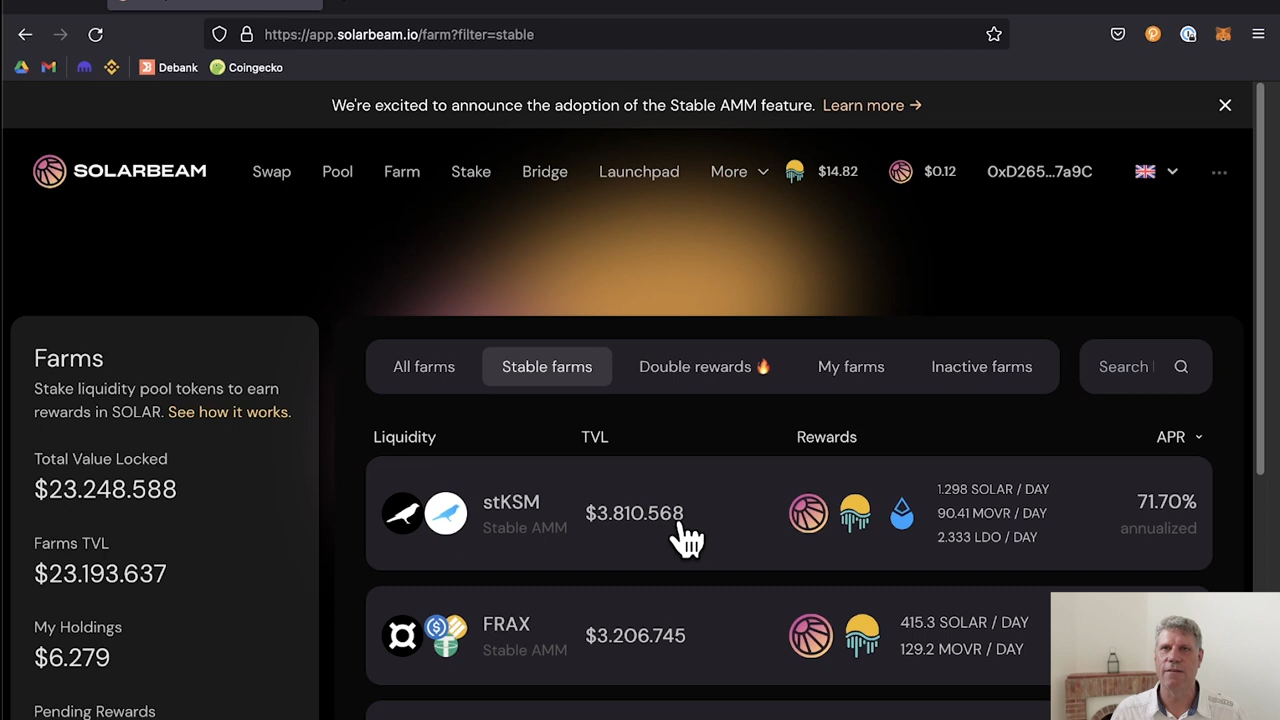 https://app.solarbeam.io/farm?filter=stable
Debank Coingecko
We're excited to announce the adoption of the Stable AMM feature. Learn more →
SOLARBEAM Swap Pool Farm Stake Bridge Launchpad More $14.82 $0.12 0xD265...7a9C
Farms
Stake liquidity pool tokens to earn
rewards in SOLAR. See how it works.
Total Value Locked
$23.248.588
Farms TVL
$23.193.637
My Holdings
$6.279
Pending Rewards
All farms Stable farms Double rewards🔥 My farms Inactive farms Search
Liquidity TVL Rewards APR
stKSM
Stable AMM
$3.810.568
1.298 SOLAR / DAY
90.41 MOVR / DAY
2.333 LDO / DAY
71.70%
annualized
FRAX
Stable AMM
$3.206.745
415.3 SOLAR / DAY
129.2 MOVR / DAY